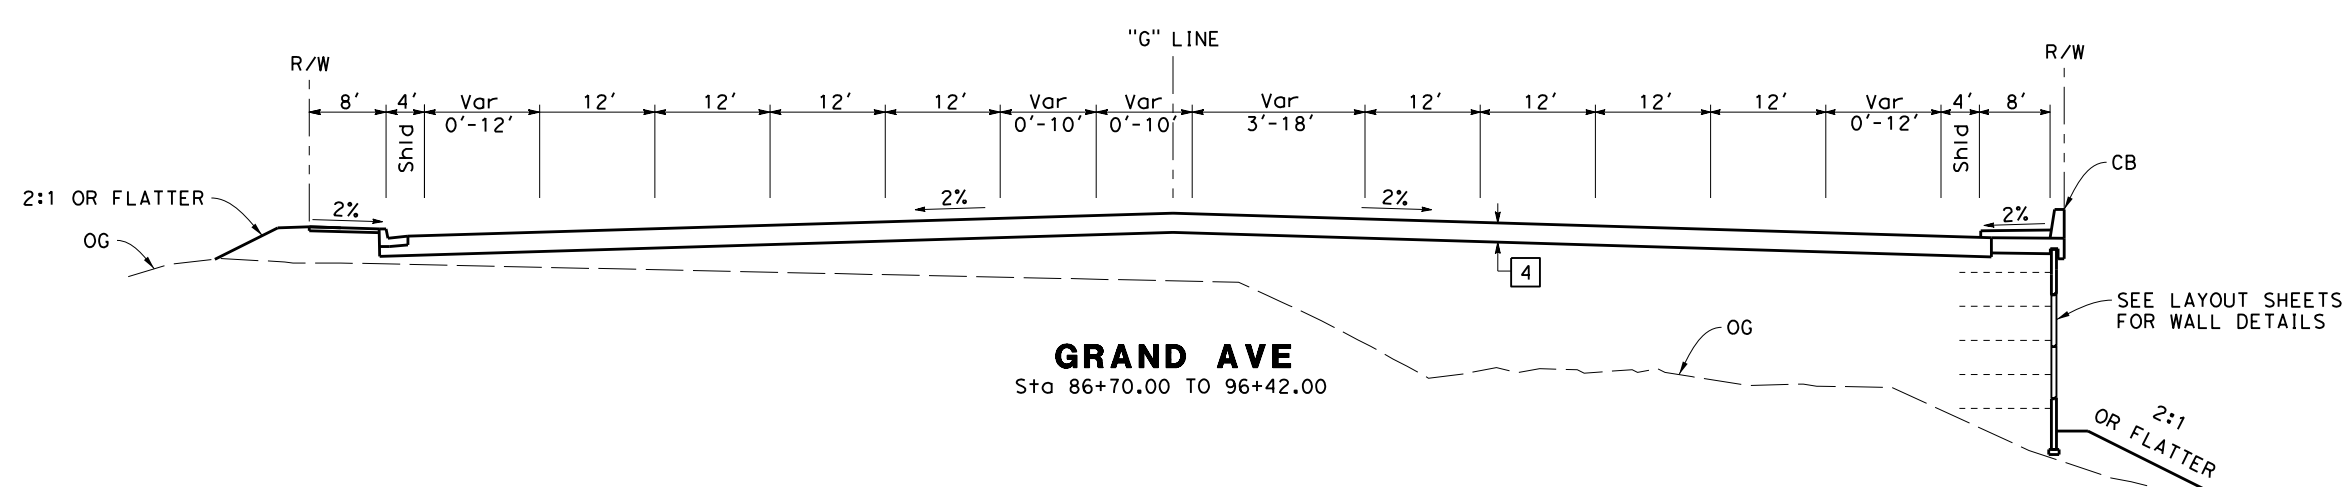 "G" LINE
R/W
R/W
8' 4' Var 12' 12' 12' 12' Var Var Var 12' 12' 12' 12' Var 4' 8'
0'-12' 0'-10' 0'-10' 3'-18' 0'-12'
Shld
Shld
CB
2:1 OR FLATTER
2%
2%
2%
2%
OG
4
SEE LAYOUT SHEETS
FOR WALL DETAILS
OG
GRAND AVE
Sta 86+70.00 TO 96+42.00
2:1
OR FLATTER